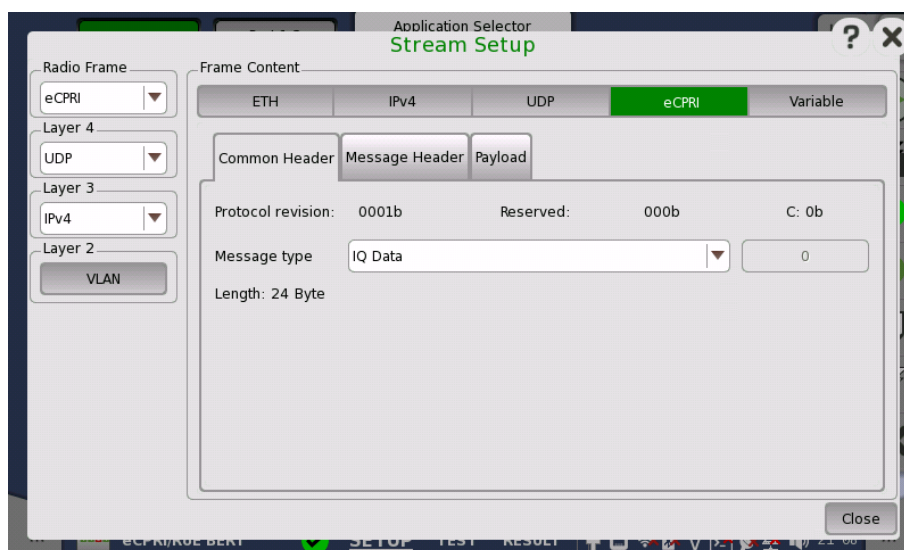 Application Selector
Stream Setup
?
Radio Frame
eCPRI
Layer 4
UDP
Layer 3
IPv4
Layer 2
VLAN
Frame Content
ETH IPv4 UDP eCPRI Variable
Common Header Message Header Payload
Protocol revision: 0001b Reserved: 000b C: 0b
Message type IQ Data 0
Length: 24 Byte
Close
eCPRI/RoE BERT SETUP TEST RESULT